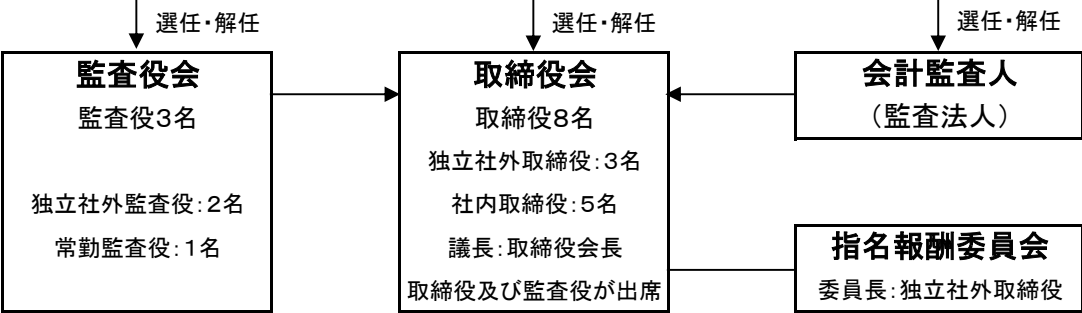 選任・解任
選任・解任
選任・解任
監査役会
監査役3名
独立社外監査役:2名
常勤監査役:1名
取締役会
取締役8名
独立社外取締役:3名
社内取締役:5名
議長:取締役会長
取締役及び監査役が出席
会計監査人
(監査法人)
指名報酬委員会
委員長:独立社外取締役